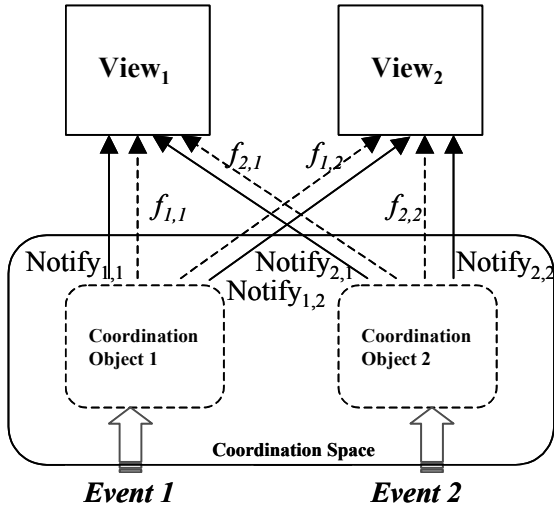 View₁
View₂
f₂,₁
f₁,₂
f₁,₁
f₂,₂
Notify₁,₁
Notify₂,₁
Notify₂,₂
Notify₁,₂
Coordination
Object 1
Coordination
Object 2
Coordination Space
Event 1
Event 2